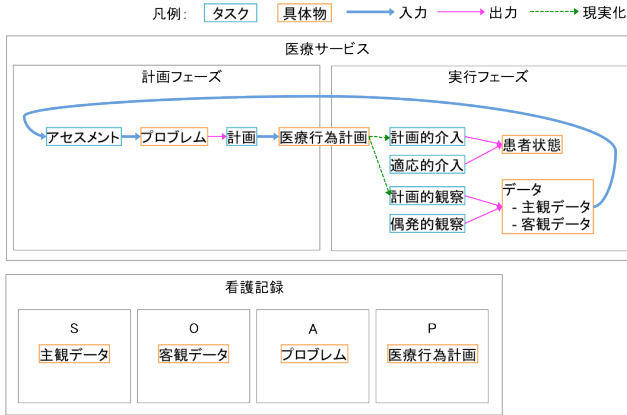 凡例: タスク 具体物 入力 出力 現実化
医療サービス
計画フェーズ 実行フェーズ
アセスメント プロブレム 計画 医療行為計画 計画的介入 患者状態
適応的介入
計画的観察 データ
- 主観データ
偶発的観察 - 客観データ
看護記録
S O A P
主観データ 客観データ プロブレム 医療行為計画